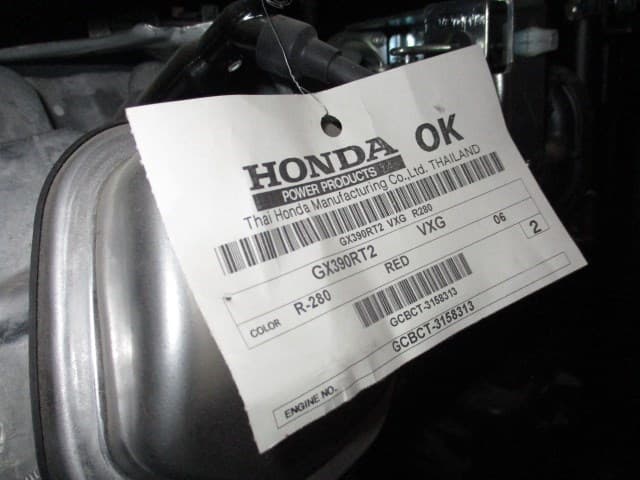 HONDA OK
POWER PRODUCTS
Thai Honda Manufacturing Co.,Ltd. THAILAND
GX390RT2 VXG R280
GX390RT2 VXG 06 2
COLOR R-280 RED
GCBCT-3158313
ENGINE NO. GCBCT-3158313